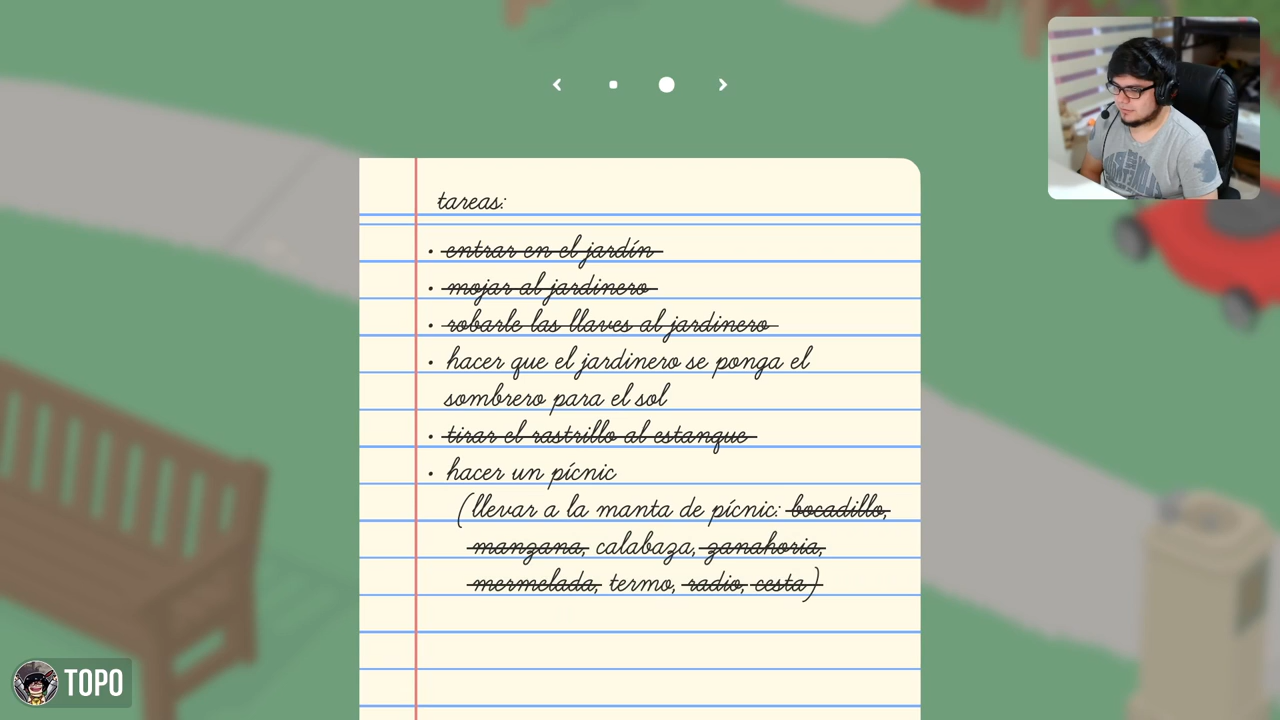 tareas:
• entrar en el jardín
• mojar al jardinero
• robarle las llaves al jardinero
• hacer que el jardinero se ponga el
sombrero para el sol
• tirar el rastrillo al estanque
• hacer un pícnic
(llevar a la manta de pícnic: bocadillo,
manzana, calabaza, zanahoria,
mermelada, termo, radio, cesta)
TOPO